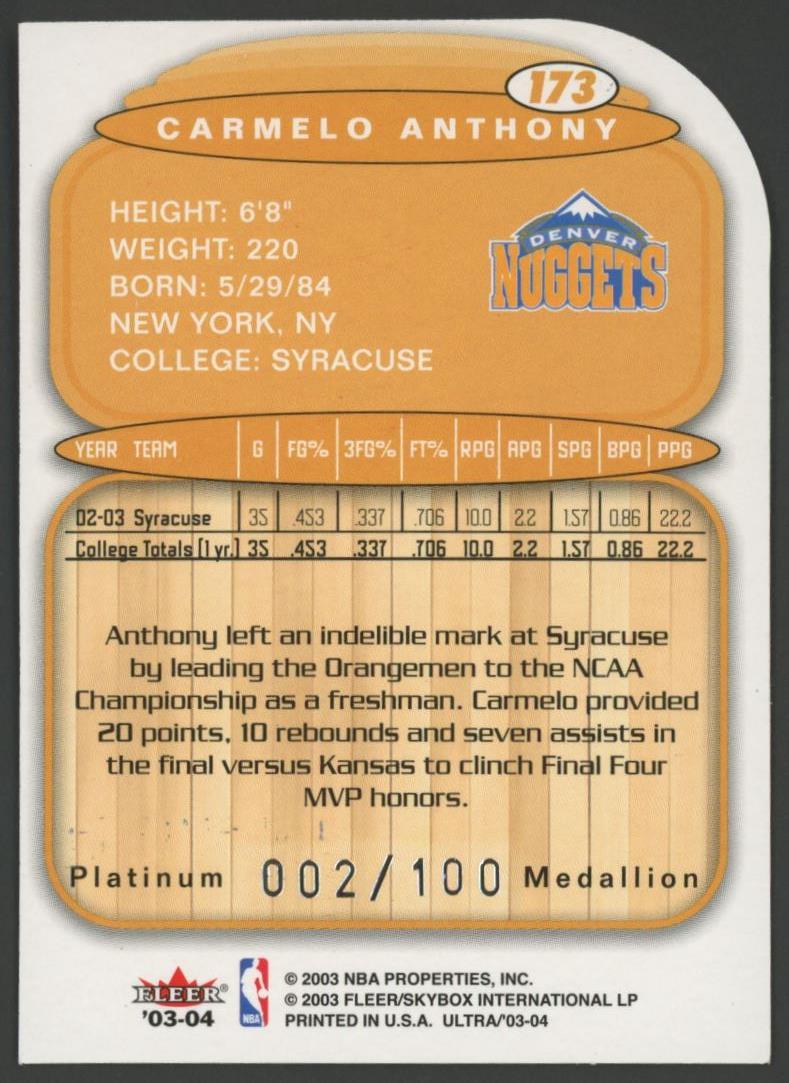 173
CARMELO ANTHONY
HEIGHT: 6'8"
WEIGHT: 220
BORN: 5/29/84
NEW YORK, NY
COLLEGE: SYRACUSE
DENVER
NUGGETS
YEAR TEAM G FG% 3FG% FT% RPG APG SPG BPG PPG
02-03 Syracuse 35 .453 .337 .706 10.0 2.2 1.57 0.86 22.2
College Totals (1 yr.) 35 .453 .337 .706 10.0 2.2 1.57 0.86 22.2
Anthony left an indelible mark at Syracuse
by leading the Orangemen to the NCAA
Championship as a freshman. Carmelo provided
20 points, 10 rebounds and seven assists in
the final versus Kansas to clinch Final Four
MVP honors.
Platinum 002/100 Medallion
FLEER®
'03-04
NBA
© 2003 NBA PROPERTIES, INC.
© 2003 FLEER/SKYBOX INTERNATIONAL LP
PRINTED IN U.S.A. ULTRA/'03-04